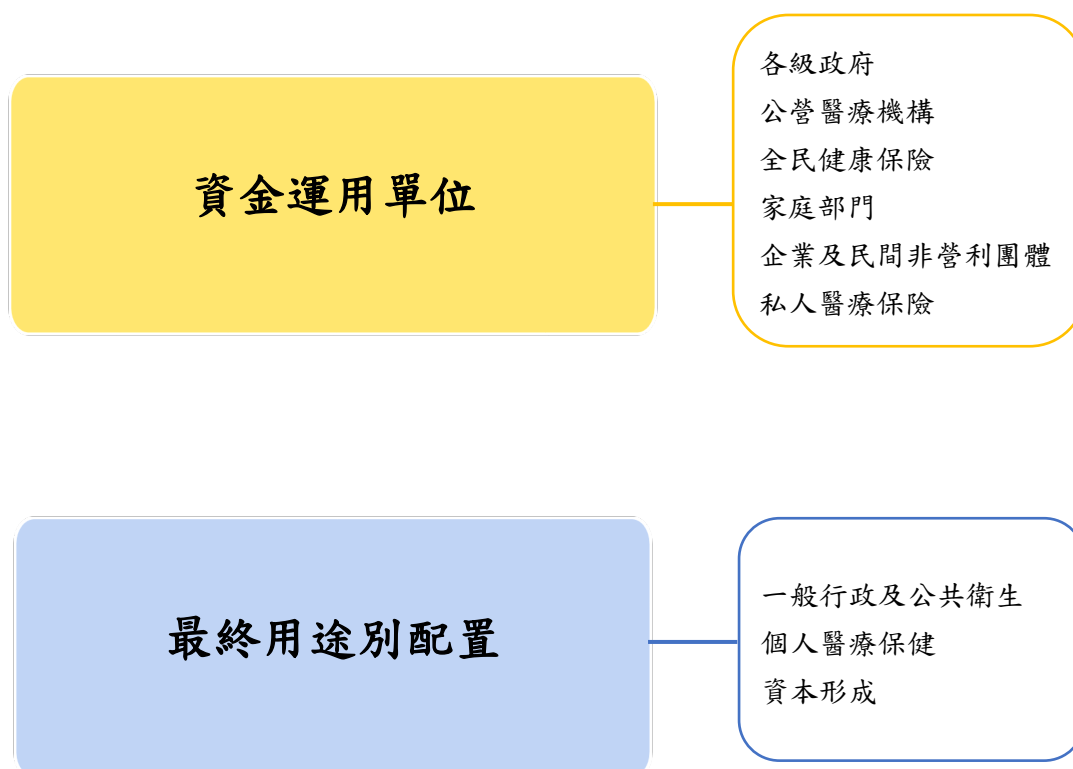 資金運用單位
各級政府
公營醫療機構
全民健康保險
家庭部門
企業及民間非營利團體
私人醫療保險
最終用途別配置
一般行政及公共衛生
個人醫療保健
資本形成